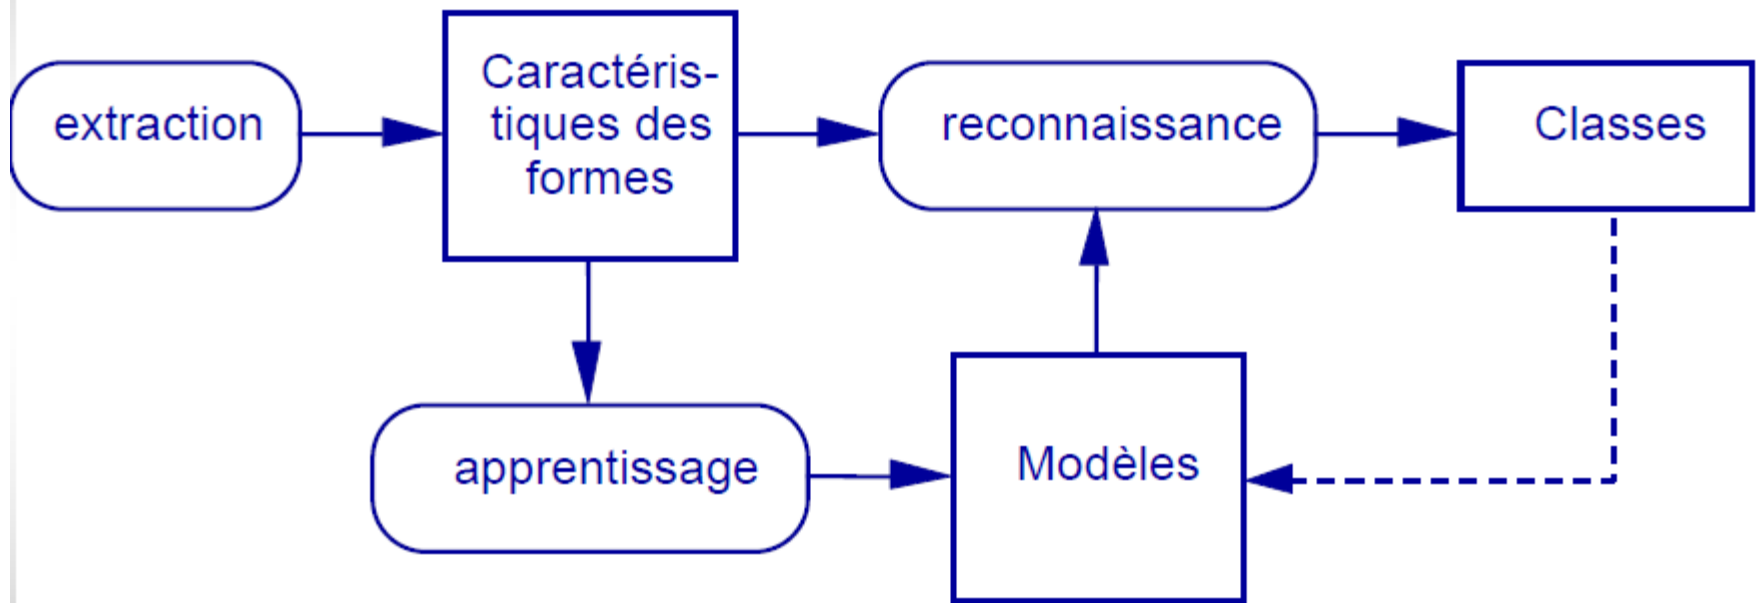 extraction
Caractéris-
tiques des
formes
reconnaissance
Classes
apprentissage
Modèles